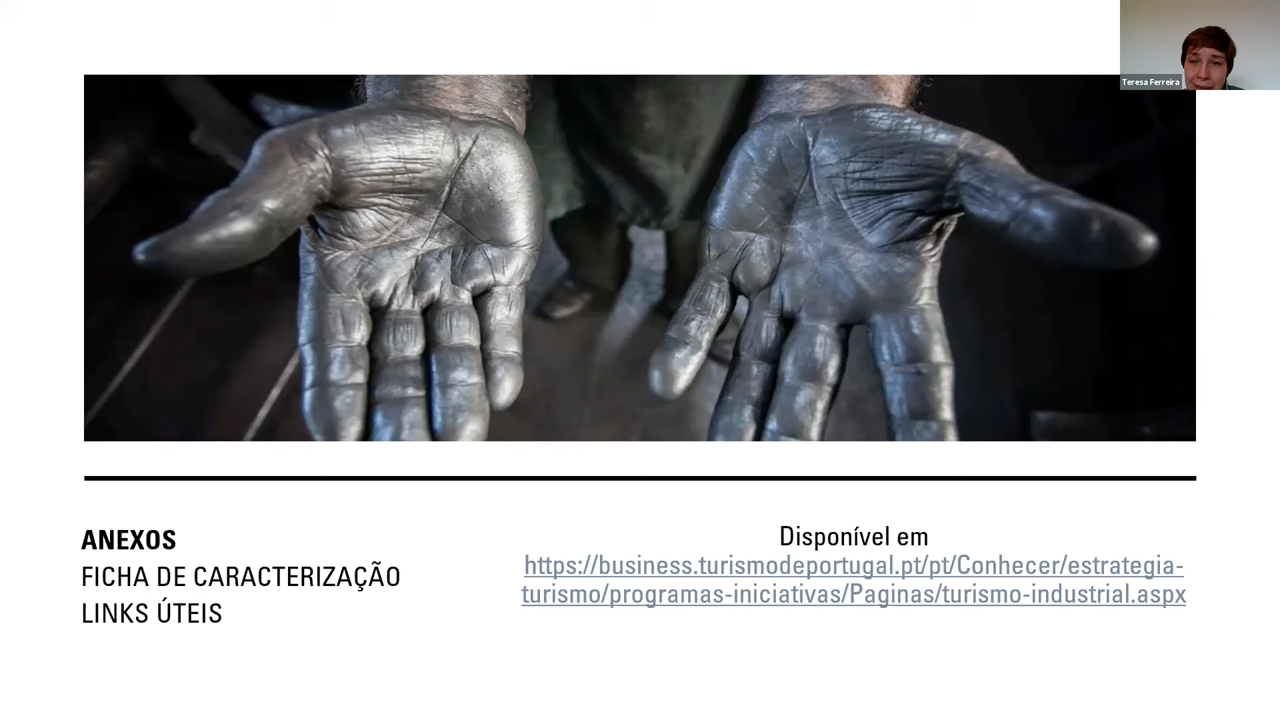 Teresa Ferreira
ANEXOS
FICHA DE CARACTERIZAÇÃO
LINKS ÚTEIS
Disponível em
https://business.turismodeportugal.pt/pt/Conhecer/estrategia-
turismo/programas-iniciativas/Paginas/turismo-industrial.aspx